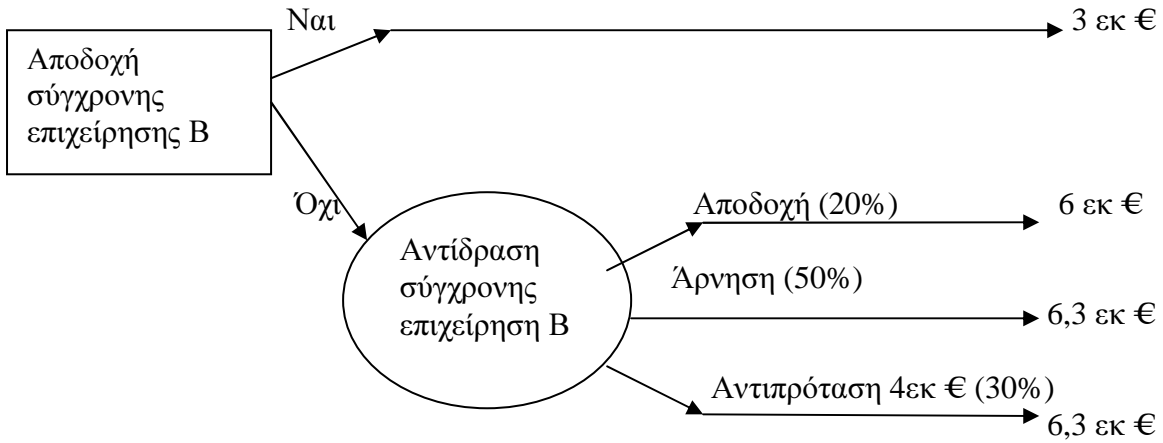 Ναι
3 εκ €
Αποδοχή
σύγχρονης
επιχείρησης Β
Όχι
Αποδοχή (20%)
6 εκ €
Αντίδραση
σύγχρονης
επιχείρηση Β
Άρνηση (50%)
6,3 εκ €
Αντιπρόταση 4εκ € (30%)
6,3 εκ €